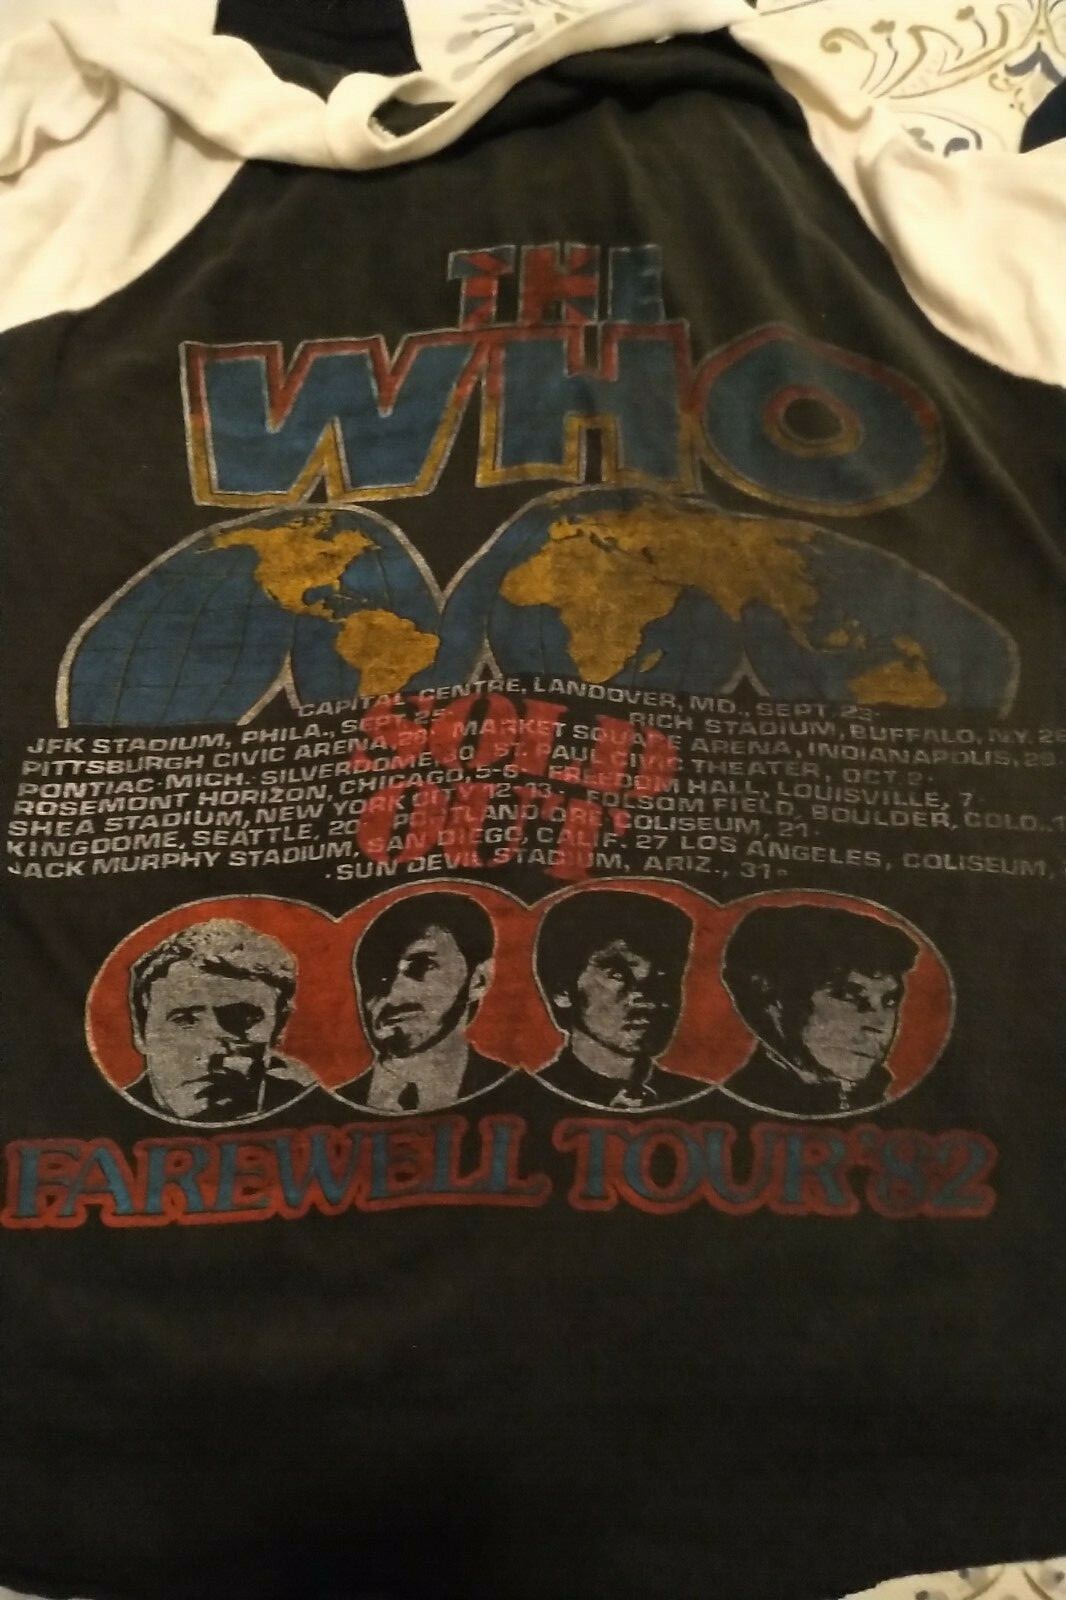 THE
WHO
CAPITAL CENTRE, LANDOVER, MD., SEPT. 23·
JFK STADIUM, PHILA., SEPT. 25· RICH STADIUM, BUFFALO, N.Y.
PITTSBURGH CIVIC ARENA, MARKET SQUARE ARENA, INDIANAPOLIS, 29·
PONTIAC·MICH.·SILVERDOME, 30· ST. PAUL CIVIC THEATER, OCT. 2·
ROSEMONT HORIZON, CHICAGO, 5-6· FREEDOM HALL, LOUISVILLE, 7·
SHEA STADIUM, NEW YORK CITY 12-13· FOLSOM FIELD, BOULDER, COLO.,
KINGDOME, SEATTLE, 20 PORTLAND ORE COLISEUM, 21·
JACK MURPHY STADIUM, SAN DIEGO, CALIF. 27 LOS ANGELES, COLISEUM,
·SUN DEVIL STADIUM, ARIZ., 31·
SOLD
OUT
FAREWELL TOUR '82